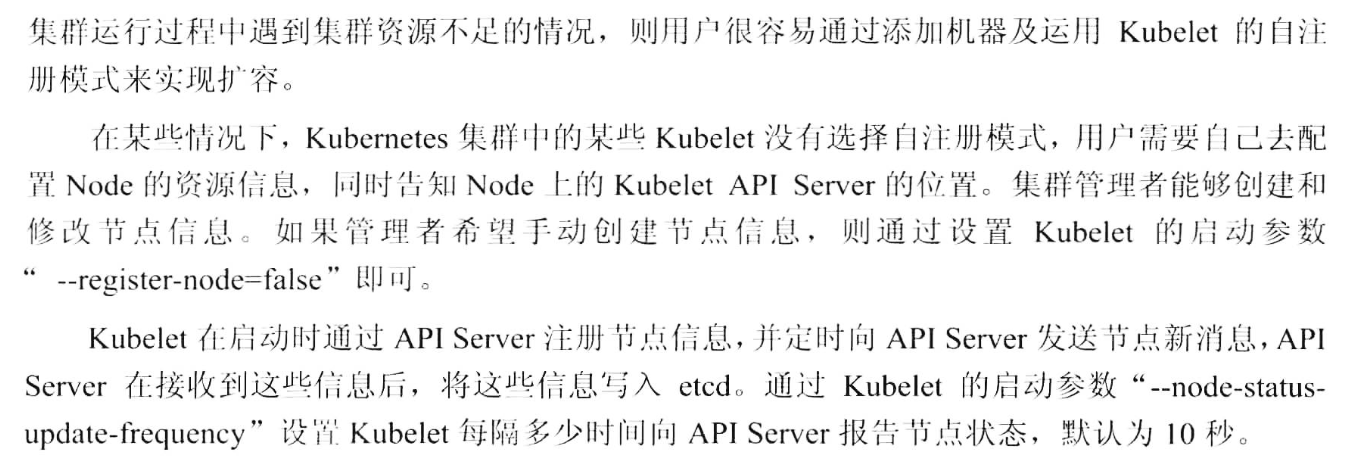 集群运行过程中遇到集群资源不足的情况，则用户很容易通过添加机器及运用 Kubelet 的自注
册模式来实现扩容。
在某些情况下，Kubernetes 集群中的某些 Kubelet 没有选择自注册模式，用户需要自己去配
置 Node 的资源信息，同时告知 Node 上的 Kubelet API Server 的位置。集群管理者能够创建和
修改节点信息。如果管理者希望手动创建节点信息，则通过设置 Kubelet 的启动参数
“ --register-node=false”即可。
Kubelet 在启动时通过 API Server 注册节点信息，并定时向 API Server 发送节点新消息，API
Server 在接收到这些信息后，将这些信息写入 etcd。通过 Kubelet 的启动参数“--node-status-
update-frequency”设置 Kubelet 每隔多少时间向 API Server 报告节点状态，默认为 10 秒。